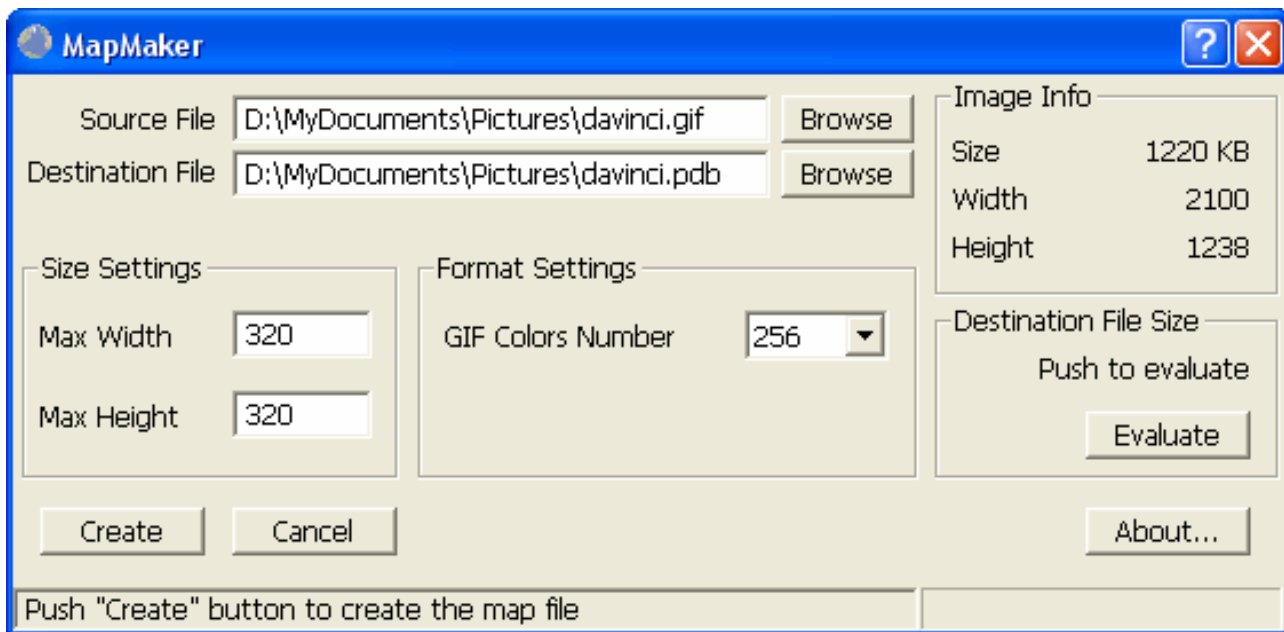 MapMaker
Source File D:\MyDocuments\Pictures\davinci.gif Browse
Destination File D:\MyDocuments\Pictures\davinci.pdb Browse
Image Info
Size 1220 KB
Width 2100
Height 1238
Size Settings
Max Width 320
Max Height 320
Format Settings
GIF Colors Number 256
Destination File Size
Push to evaluate
Evaluate
Create Cancel About...
Push "Create" button to create the map file